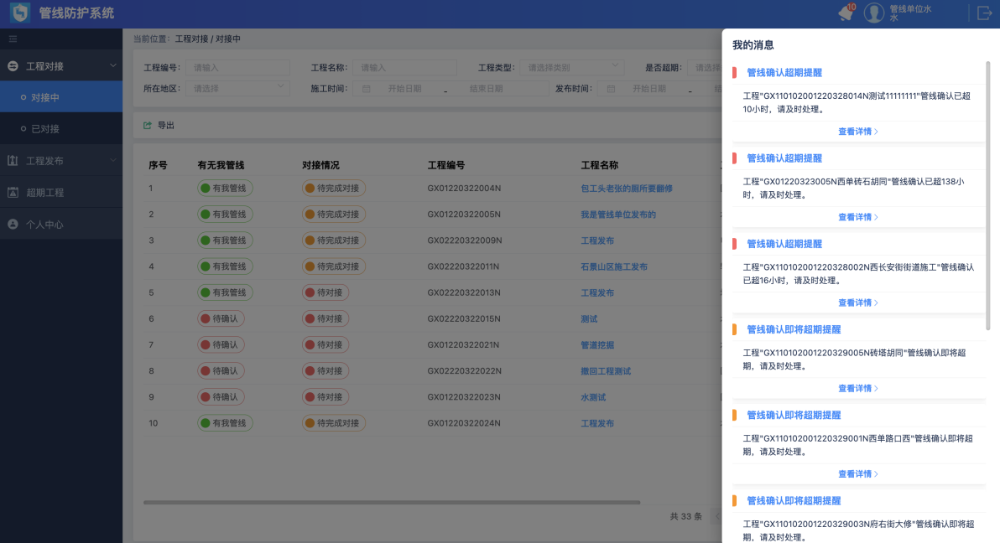 管线防护系统
10
管线单位水
水
工程对接
对接中
已对接
工程发布
超期工程
个人中心
当前位置：工程对接 / 对接中
工程编号： 请输入 工程名称： 请输入 工程类型： 请选择类别 是否超期： 请选择
所在地区： 请选择 施工时间： 开始日期 - 结束日期 发布时间： 开始日期 -
导出
序号 有无我管线 对接情况 工程编号 工程名称
1 有我管线 待完成对接 GX01220322004N 包工头老张的厕所要翻修
2 有我管线 待完成对接 GX01220322005N 我是管线单位发布的
3 有我管线 待完成对接 GX02220322009N 工程发布
4 有我管线 待完成对接 GX02220322011N 石景山区施工发布
5 有我管线 待对接 GX02220322013N 工程发布
6 待确认 待对接 GX02220322015N 测试
7 待确认 待对接 GX01220322021N 管道挖掘
8 待确认 待对接 GX02220322022N 撤回工程测试
9 待确认 待对接 GX01220322023N 水测试
10 有我管线 待完成对接 GX01220322024N 工程发布
共 33 条
我的消息
管线确认超期提醒
工程"GX110102001220328014N测试11111111"管线确认已超
10小时，请及时处理。
查看详情
管线确认超期提醒
工程"GX01220323005N西单砖石胡同"管线确认已超138小
时，请及时处理。
查看详情
管线确认超期提醒
工程"GX110102001220328002N西长安街街道施工"管线确认
已超16小时，请及时处理。
查看详情
管线确认即将超期提醒
工程"GX110102001220329005N砖塔胡同"管线确认即将超
期，请及时处理。
查看详情
管线确认即将超期提醒
工程"GX110102001220329001N西单路口西"管线确认即将超
期，请及时处理。
查看详情
管线确认即将超期提醒
工程"GX110102001220329003N府右街大修"管线确认即将超
期，请及时处理。